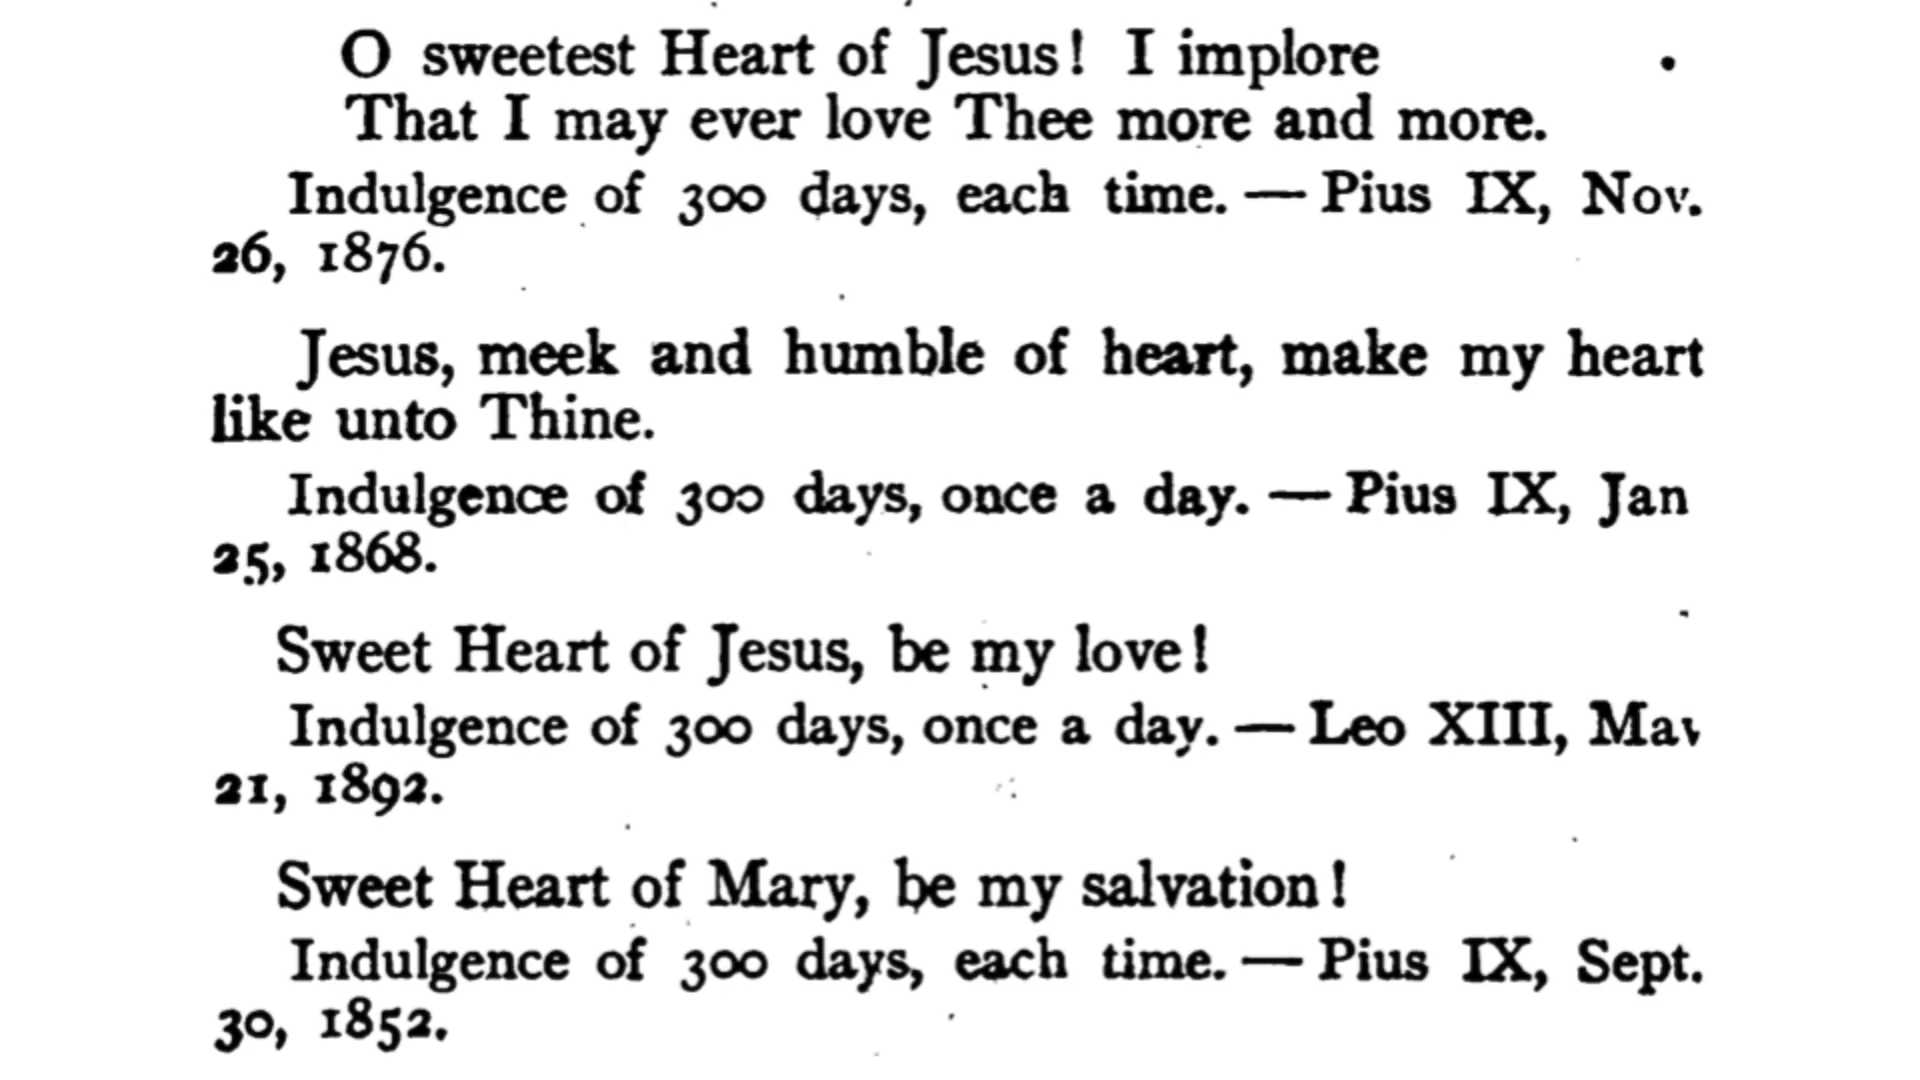 O sweetest Heart of Jesus! I implore
That I may ever love Thee more and more.
Indulgence of 300 days, each time. — Pius IX, Nov.
26, 1876.
Jesus, meek and humble of heart, make my heart
like unto Thine.
Indulgence of 300 days, once a day. — Pius IX, Jan
25, 1868.
Sweet Heart of Jesus, be my love!
Indulgence of 300 days, once a day. — Leo XIII, May
21, 1892.
Sweet Heart of Mary, be my salvation!
Indulgence of 300 days, each time. — Pius IX, Sept.
30, 1852.